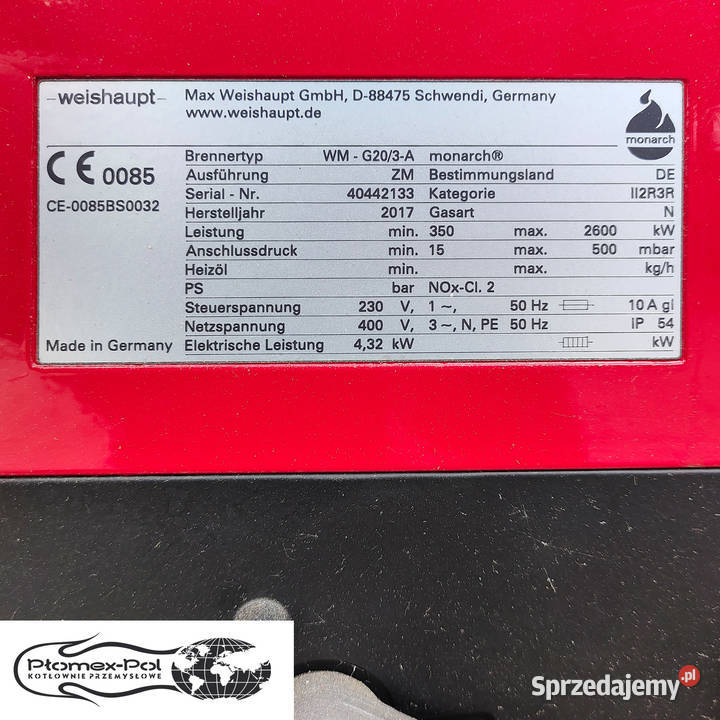 -weishaupt-
Max Weishaupt GmbH, D-88475 Schwendi, Germany
www.weishaupt.de
monarch
CE 0085
CE-0085BS0032
Made in Germany
Brennertyp WM - G20/3-A monarch®
Ausführung ZM Bestimmungsland DE
Serial - Nr. 40442133 Kategorie II2R3R
Herstelljahr 2017 Gasart N
Leistung min. 350 max. 2600 kW
Anschlussdruck min. 15 max. 500 mbar
Heizöl min. max. kg/h
PS bar NOx-Cl. 2
Steuerspannung 230 V, 1 ~, 50 Hz 10 A gl
Netzspannung 400 V, 3 ~, N, PE 50 Hz IP 54
Elektrische Leistung 4,32 kW kW
Płomex-Pol
KOTŁOWNIE PRZEMYSŁOWE
Sprzedajemy.pl